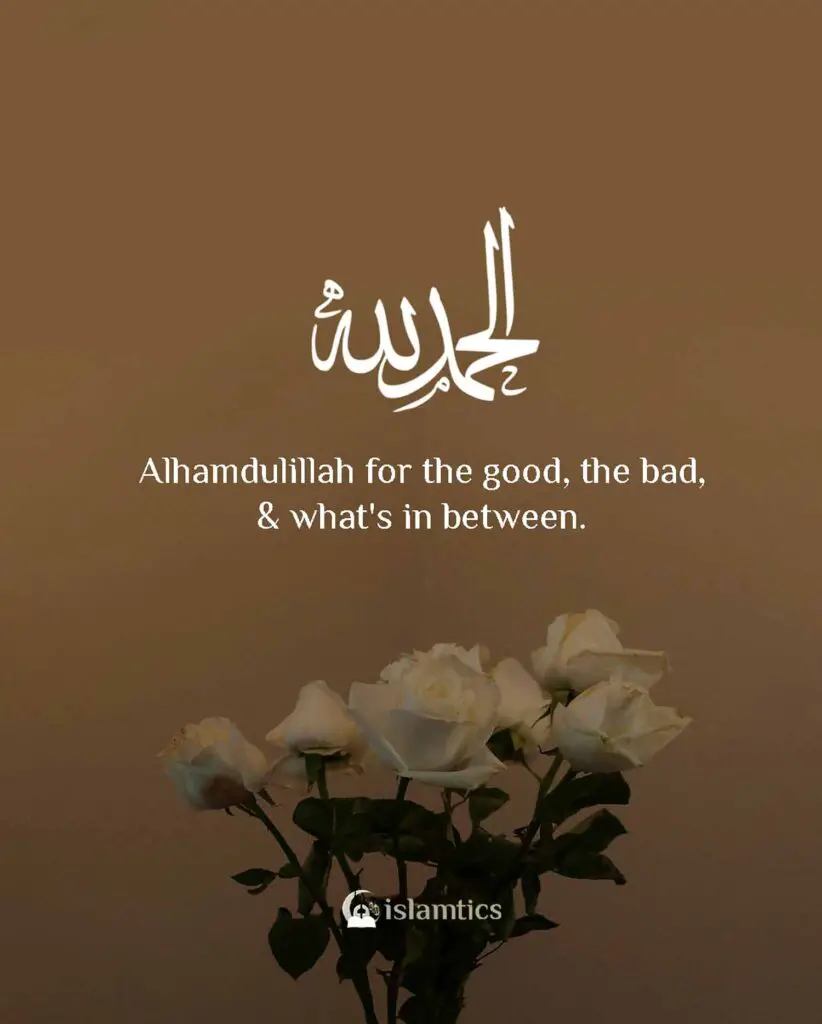 الحمد لله
Alhamdulillah for the good, the bad,
& what's in between.
islamtics